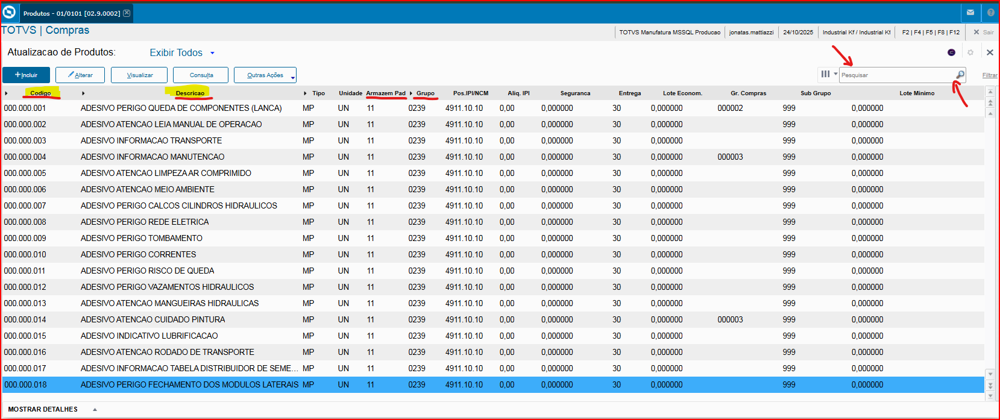 Produtos - 01/0101 [02.9.0002]
TOTVS | Compras
TOTVS Manufatura MSSQL Producao jonatas.mattiazzi 24/10/2025 Industrial Kf / Industrial Kf F2 | F4 | F5 | F8 | F12 Sair
Atualizacao de Produtos: Exibir Todos
Incluir Alterar Visualizar Consulta Outras Ações Pesquisar Filtrar
Codigo Descricao Tipo Unidade Armazem Pad Grupo Pos.IPI/NCM Aliq. IPI Seguranca Entrega Lote Econom. Gr. Compras Sub Grupo Lote Minimo
000.000.001 ADESIVO PERIGO QUEDA DE COMPONENTES (LANCA) MP UN 11 0239 4911.10.10 0,00 0,000000 30 0,000000 000002 999 0,000000
000.000.002 ADESIVO ATENCAO LEIA MANUAL DE OPERACAO MP UN 11 0239 4911.10.10 0,00 0,000000 30 0,000000 999 0,000000
000.000.003 ADESIVO INFORMACAO TRANSPORTE MP UN 11 0239 4911.10.10 0,00 0,000000 30 0,000000 999 0,000000
000.000.004 ADESIVO INFORMACAO MANUTENCAO MP UN 11 0239 4911.10.10 0,00 0,000000 30 0,000000 000003 999 0,000000
000.000.005 ADESIVO ATENCAO LIMPEZA AR COMPRIMIDO MP UN 11 0239 4911.10.10 0,00 0,000000 30 0,000000 999 0,000000
000.000.006 ADESIVO ATENCAO MEIO AMBIENTE MP UN 11 0239 4911.10.10 0,00 0,000000 30 0,000000 999 0,000000
000.000.007 ADESIVO PERIGO CALCOS CILINDROS HIDRAULICOS MP UN 11 0239 4911.10.10 0,00 0,000000 30 0,000000 999 0,000000
000.000.008 ADESIVO PERIGO REDE ELETRICA MP UN 11 0239 4911.10.10 0,00 0,000000 30 0,000000 999 0,000000
000.000.009 ADESIVO PERIGO TOMBAMENTO MP UN 11 0239 4911.10.10 0,00 0,000000 30 0,000000 999 0,000000
000.000.010 ADESIVO PERIGO CORRENTES MP UN 11 0239 4911.10.10 0,00 0,000000 30 0,000000 999 0,000000
000.000.011 ADESIVO PERIGO RISCO DE QUEDA MP UN 11 0239 4911.10.10 0,00 0,000000 30 0,000000 999 0,000000
000.000.012 ADESIVO PERIGO VAZAMENTOS HIDRAULICOS MP UN 11 0239 4911.10.10 0,00 0,000000 30 0,000000 999 0,000000
000.000.013 ADESIVO ATENCAO MANGUEIRAS HIDRAULICAS MP UN 11 0239 4911.10.10 0,00 0,000000 30 0,000000 999 0,000000
000.000.014 ADESIVO ATENCAO CUIDADO PINTURA MP UN 11 0239 4911.10.10 0,00 0,000000 30 0,000000 000003 999 0,000000
000.000.015 ADESIVO INDICATIVO LUBRIFICACAO MP UN 11 0239 4911.10.10 0,00 0,000000 30 0,000000 999 0,000000
000.000.016 ADESIVO ATENCAO RODADO DE TRANSPORTE MP UN 11 0239 4911.10.10 0,00 0,000000 30 0,000000 999 0,000000
000.000.017 ADESIVO INFORMACAO TABELA DISTRIBUIDOR DE SEME... MP UN 11 0239 4911.10.10 0,00 0,000000 30 0,000000 999 0,000000
000.000.018 ADESIVO PERIGO FECHAMENTO DOS MODULOS LATERAIS MP UN 11 0239 4911.10.10 0,00 0,000000 30 0,000000 999 0,000000
MOSTRAR DETALHES